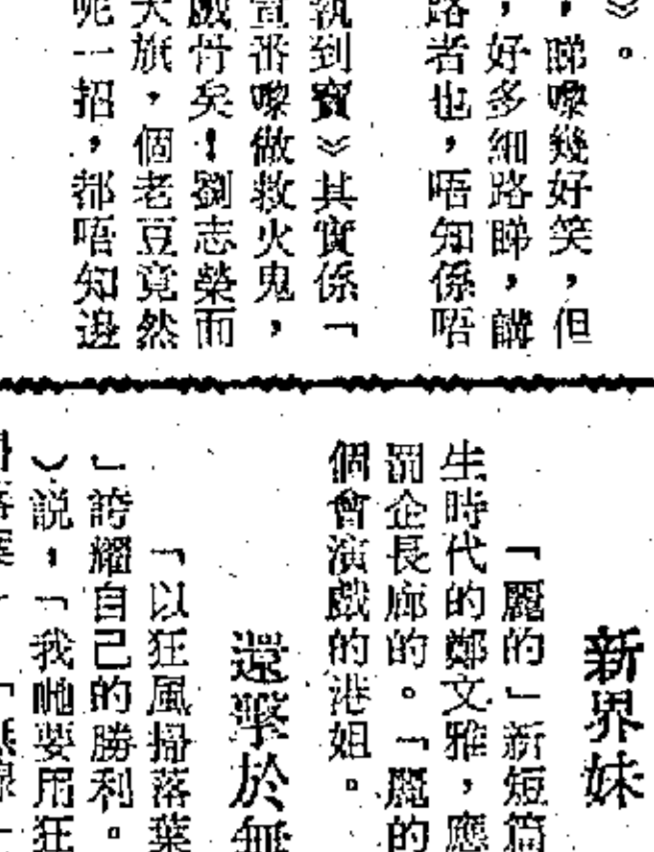 》。
，睇嚟幾好笑，但
，好多細路睇，講
路者也，唔知係唔
執到寶》其實係「
宣番嚟做救火鬼，
戲骨矣！劉志榮而
大旗，個老豆竟然
呢一招，都唔知邊
新界妹
「麗的」新短篇
生時代的鄭文雅，應
罰企長廊的。「麗的
個會演戲的港姐。
還擊於無
「以狂風掃落葉
」誇耀自己的勝利。
）説，「我哋要用狂